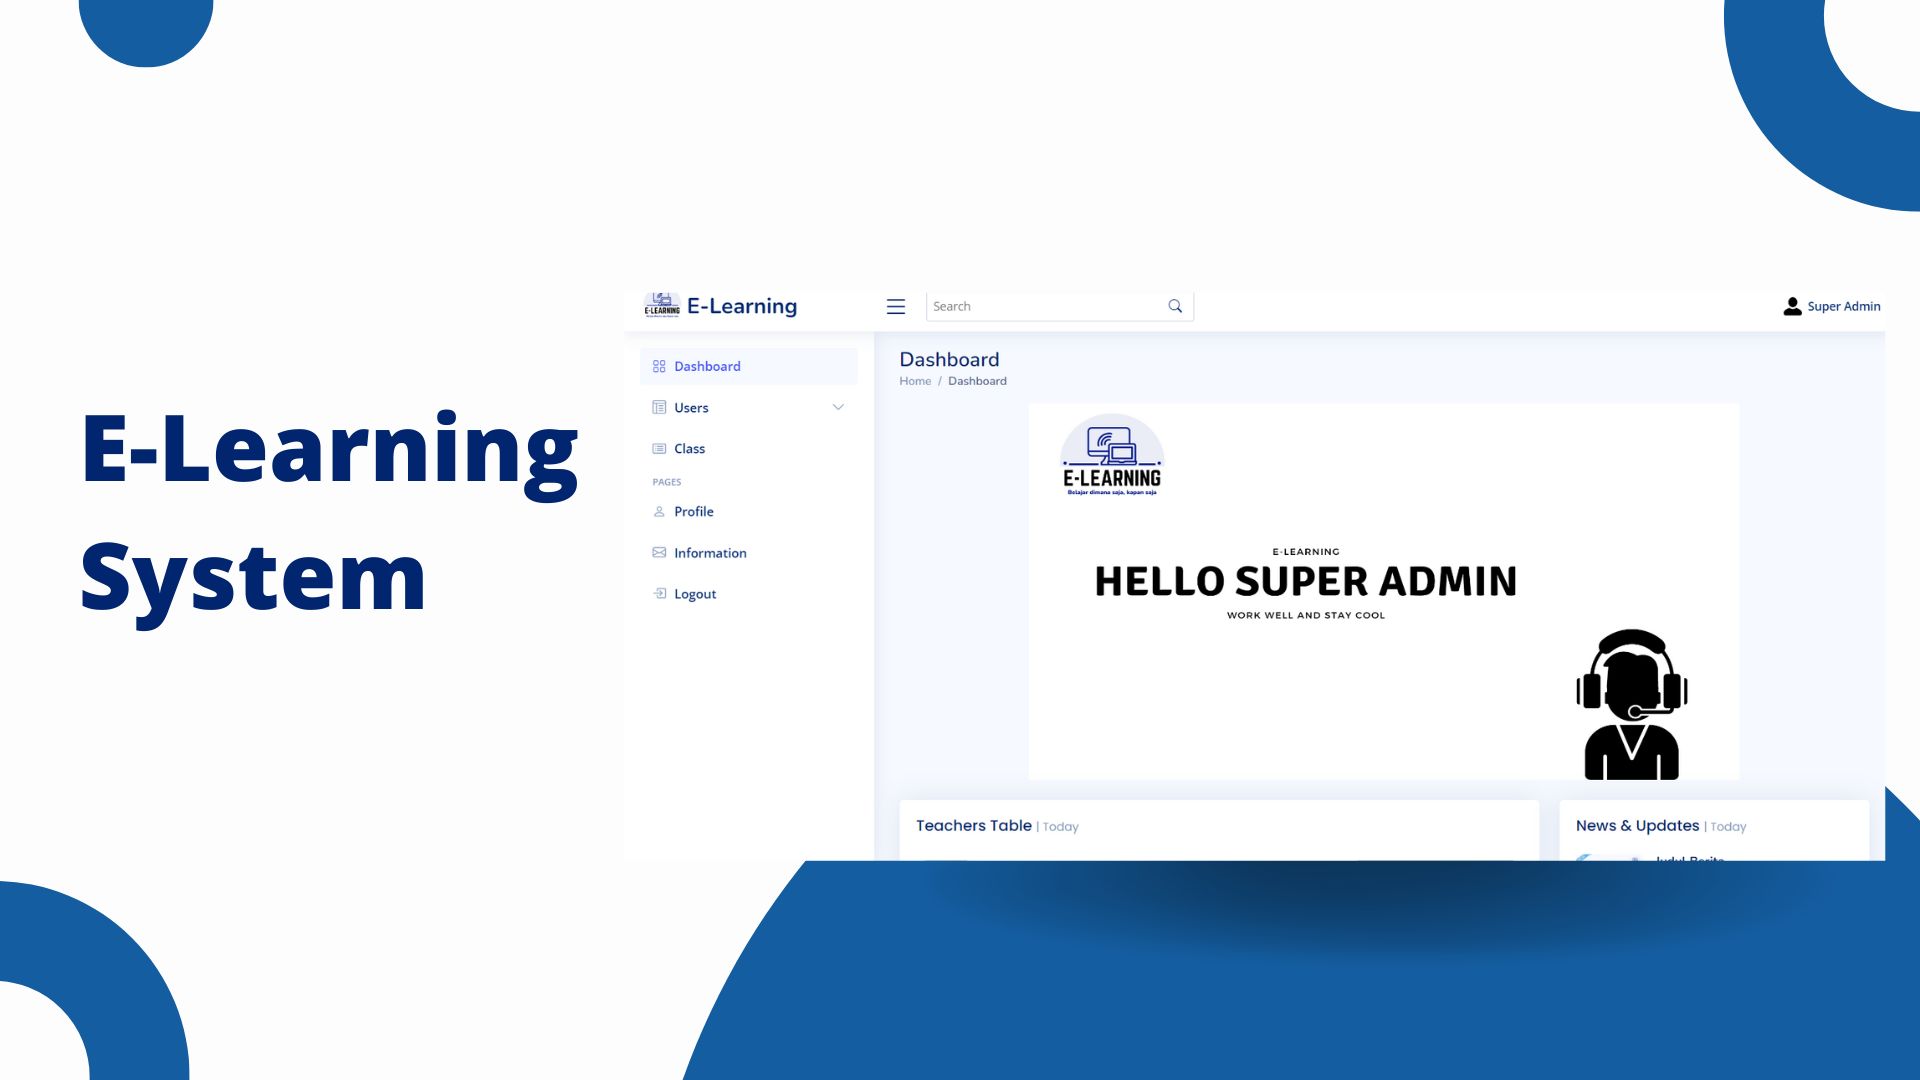 E-Learning
System
E-LEARNING
E-Learning
Search
Super Admin
Dashboard
Users
Class
PAGES
Profile
Information
Logout
Dashboard
Home / Dashboard
E-LEARNING
Belajar dimana saja, kapan saja
E-LEARNING
HELLO SUPER ADMIN
WORK WELL AND STAY COOL
Teachers Table | Today
News & Updates | Today
Judul Berita